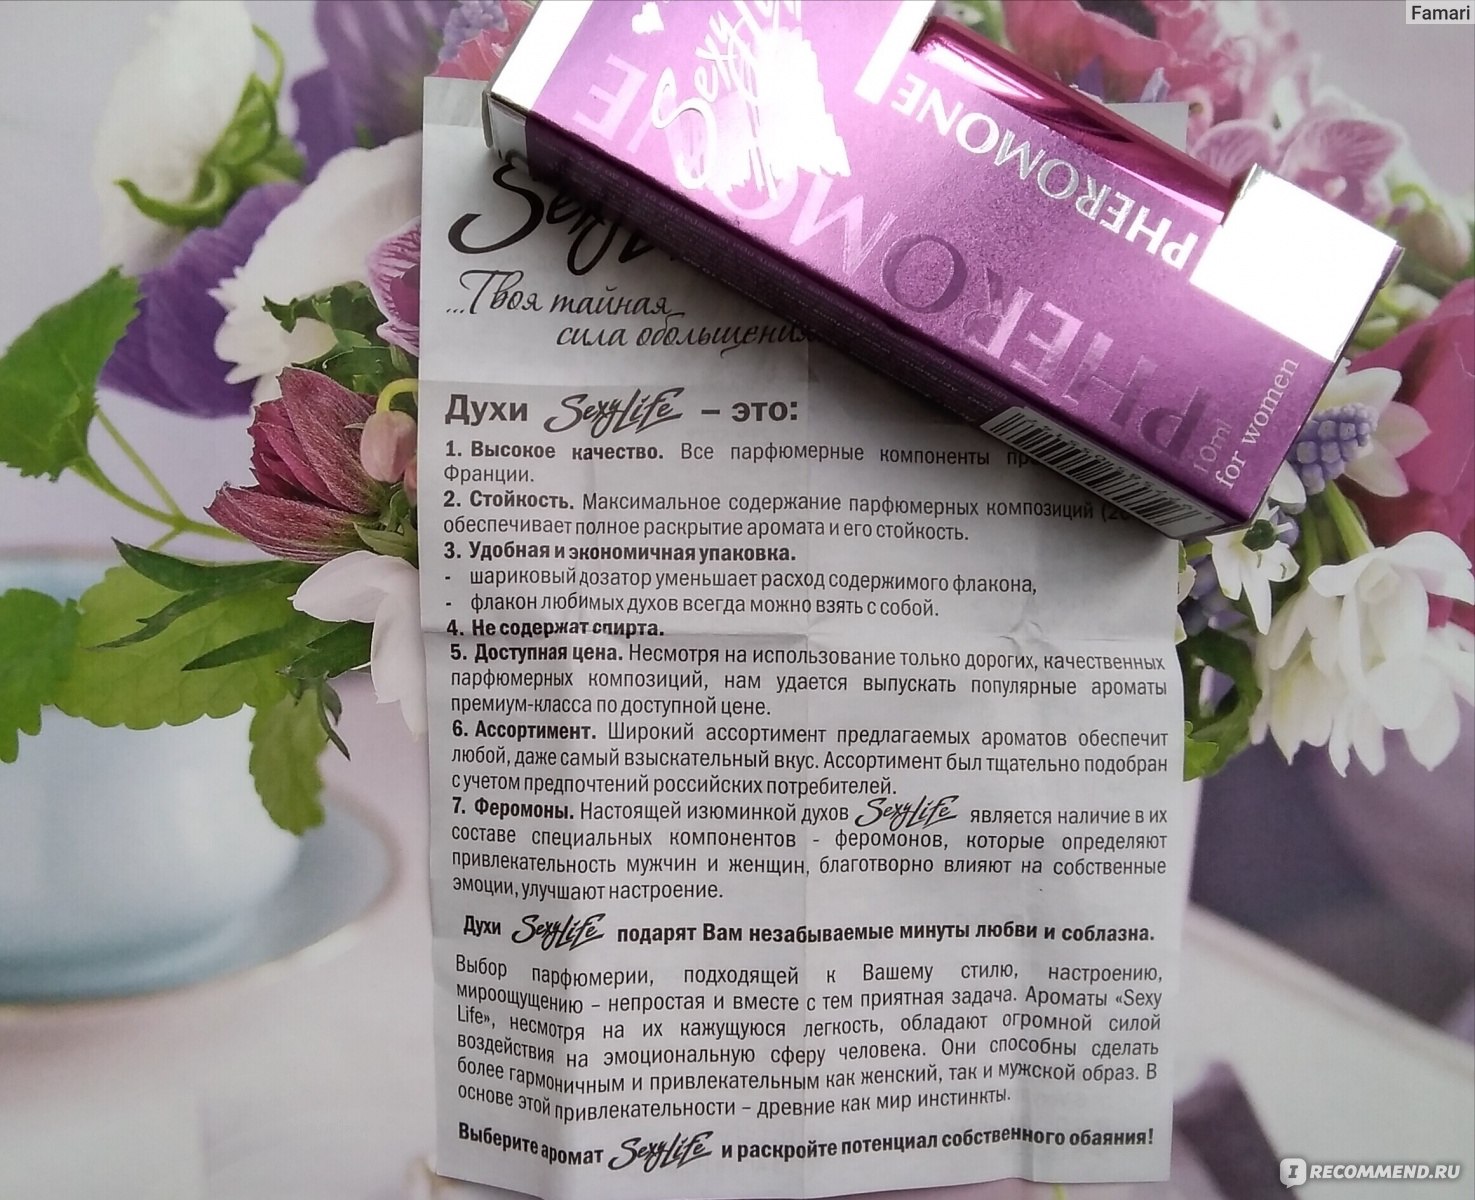 Famari
Sexy
PHEROMONE
PHEROMONE
10ml
for women
Sexy
...Твоя тайная
сила обольщения
Духи SexyLife – это:
1. Высокое качество. Все парфюмерные компоненты
Франции.
2. Стойкость. Максимальное содержание парфюмерных композиций
обеспечивает полное раскрытие аромата и его стойкость.
3. Удобная и экономичная упаковка.
- шариковый дозатор уменьшает расход содержимого флакона,
- флакон любимых духов всегда можно взять с собой.
4. Не содержат спирта.
5. Доступная цена. Несмотря на использование только дорогих, качественных
парфюмерных композиций, нам удается выпускать популярные ароматы
премиум-класса по доступной цене.
6. Ассортимент. Широкий ассортимент предлагаемых ароматов обеспечит
любой, даже самый взыскательный вкус. Ассортимент был тщательно подобран
с учетом предпочтений российских потребителей.
7. Феромоны. Настоящей изюминкой духов SexyLife является наличие в их
составе специальных компонентов - феромонов, которые определяют
привлекательность мужчин и женщин, благотворно влияют на собственные
эмоции, улучшают настроение.
Духи SexyLife подарят Вам незабываемые минуты любви и соблазна.
Выбор парфюмерии, подходящей к Вашему стилю, настроению,
мироощущению – непростая и вместе с тем приятная задача. Ароматы «Sexy
Life», несмотря на их кажущуюся легкость, обладают огромной силой
воздействия на эмоциональную сферу человека. Они способны сделать
более гармоничным и привлекательным как женский, так и мужской образ. В
основе этой привлекательности – древние как мир инстинкты.
Выберите аромат SexyLife и раскройте потенциал собственного обаяния!
I RECOMMEND.RU